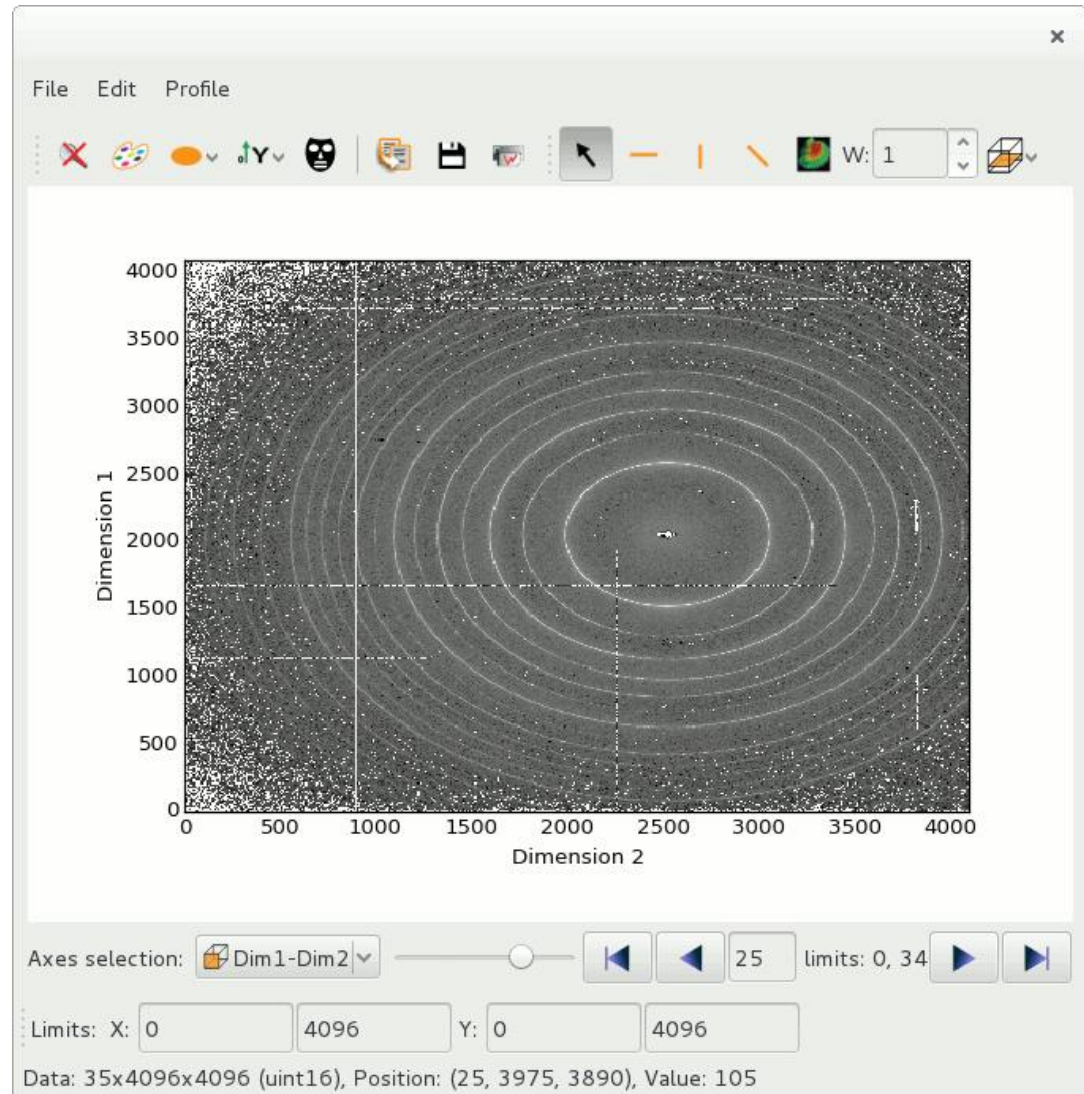 ×
File Edit Profile
Y W: 1
4000
3500
3000
2500
2000
1500
1000
500
0
Dimension 1
0 500 1000 1500 2000 2500 3000 3500 4000
Dimension 2
Axes selection: Dim1-Dim2 25 limits: 0, 34
Limits: X: 0 4096 Y: 0 4096
Data: 35x4096x4096 (uint16), Position: (25, 3975, 3890), Value: 105